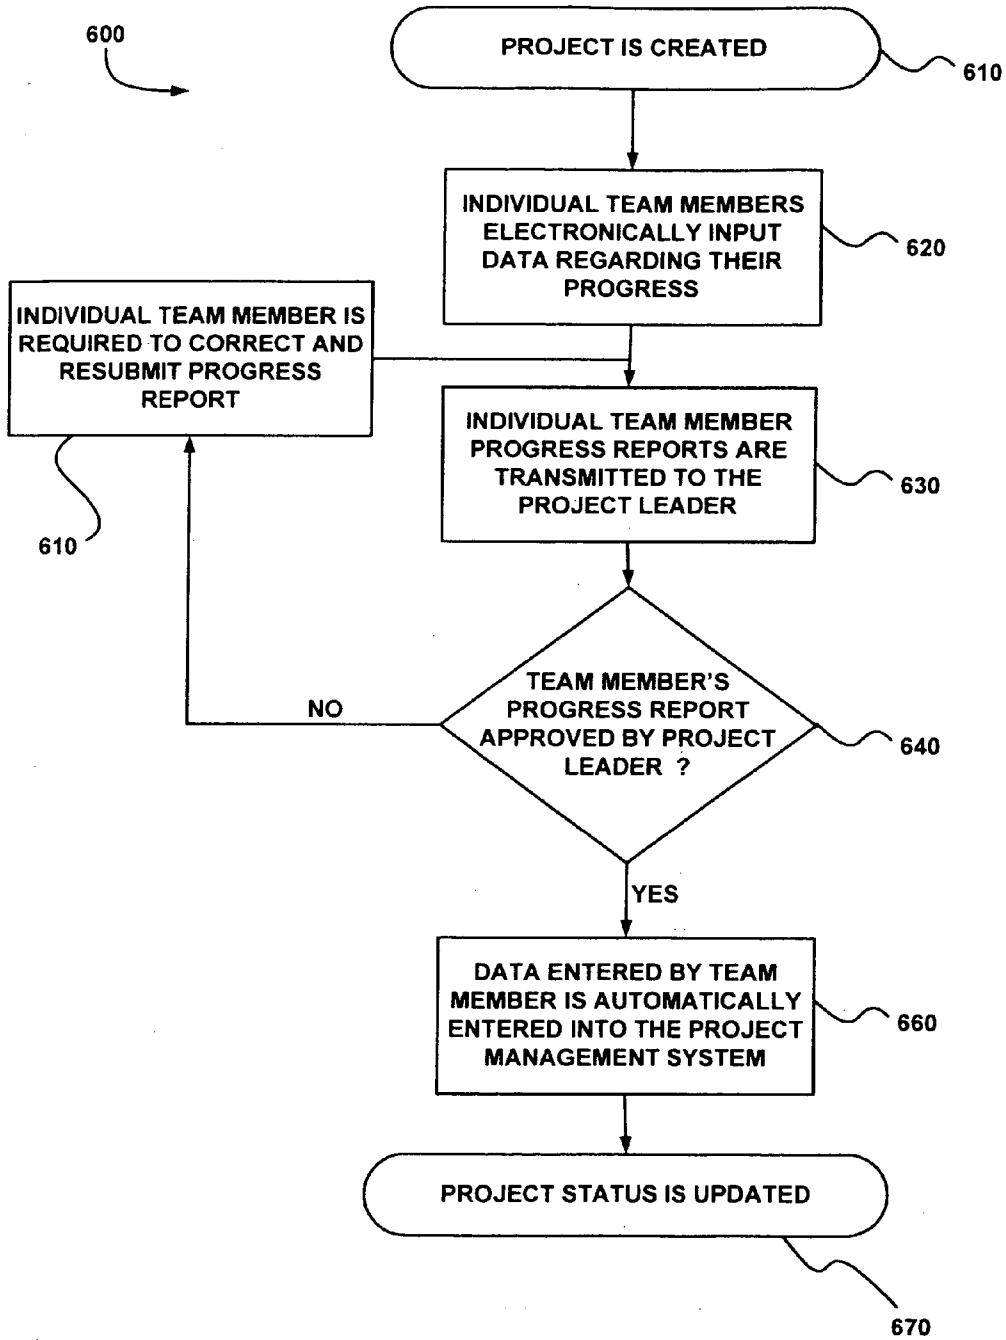 600
PROJECT IS CREATED
610
INDIVIDUAL TEAM MEMBERS
ELECTRONICALLY INPUT
DATA REGARDING THEIR
PROGRESS
620
INDIVIDUAL TEAM MEMBER IS
REQUIRED TO CORRECT AND
RESUBMIT PROGRESS
REPORT
610
INDIVIDUAL TEAM MEMBER
PROGRESS REPORTS ARE
TRANSMITTED TO THE
PROJECT LEADER
630
TEAM MEMBER'S
PROGRESS REPORT
APPROVED BY PROJECT
LEADER ?
640
NO
YES
DATA ENTERED BY TEAM
MEMBER IS AUTOMATICALLY
ENTERED INTO THE PROJECT
MANAGEMENT SYSTEM
660
PROJECT STATUS IS UPDATED
670